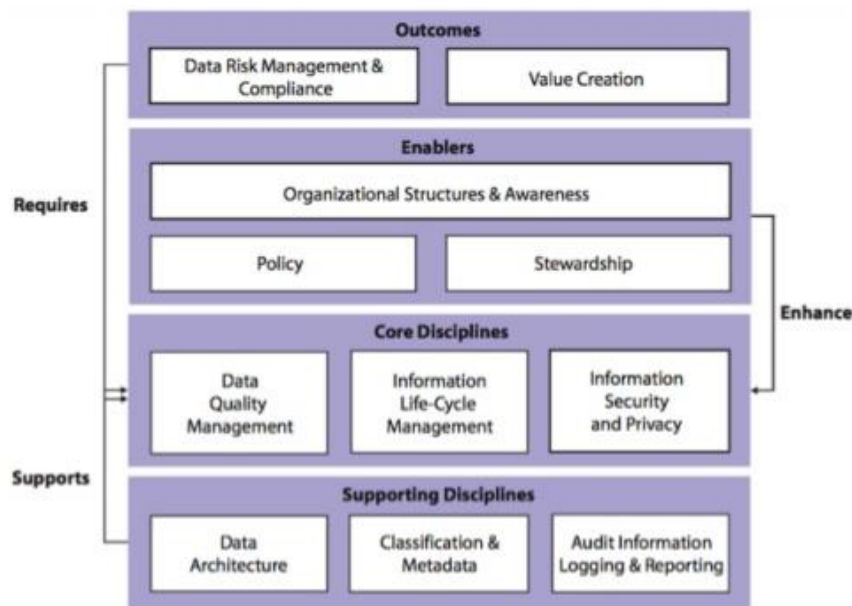 Outcomes
Data Risk Management &
Compliance
Value Creation
Enablers
Organizational Structures & Awareness
Requires
Policy
Stewardship
Enhance
Core Disciplines
Data
Quality
Management
Information
Life-Cycle
Management
Information
Security
and Privacy
Supports
Supporting Disciplines
Data
Architecture
Classification &
Metadata
Audit Information
Logging & Reporting